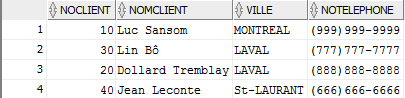 NOCLIENT NOMCLIENT VILLE NOTELEPHONE
1 10 Luc Sansom MONTREAL (999)999-9999
2 30 Lin Bô LAVAL (777)777-7777
3 20 Dollard Tremblay LAVAL (888)888-8888
4 40 Jean Leconte St-LAURANT (666)666-6666